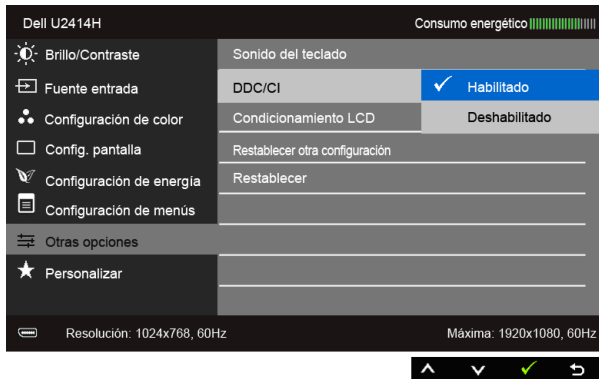 Dell U2414H Consumo energético
Brillo/Contraste Sonido del teclado
Fuente entrada DDC/CI Habilitado
Configuración de color Condicionamiento LCD Deshabilitado
Config. pantalla Restablecer otra configuración
Configuración de energía Restablecer
Configuración de menús
Otras opciones
Personalizar
Resolución: 1024x768, 60Hz Máxima: 1920x1080, 60Hz